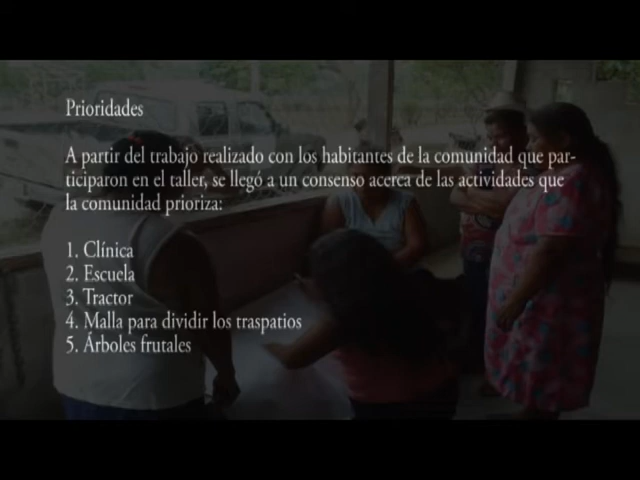 Prioridades
A partir del trabajo realizado con los habitantes de la comunidad que par-
ticiparon en el taller, se llegó a un consenso acerca de las actividades que
la comunidad prioriza:
1. Clínica
2. Escuela
3. Tractor
4. Malla para dividir los traspatios
5. Árboles frutales